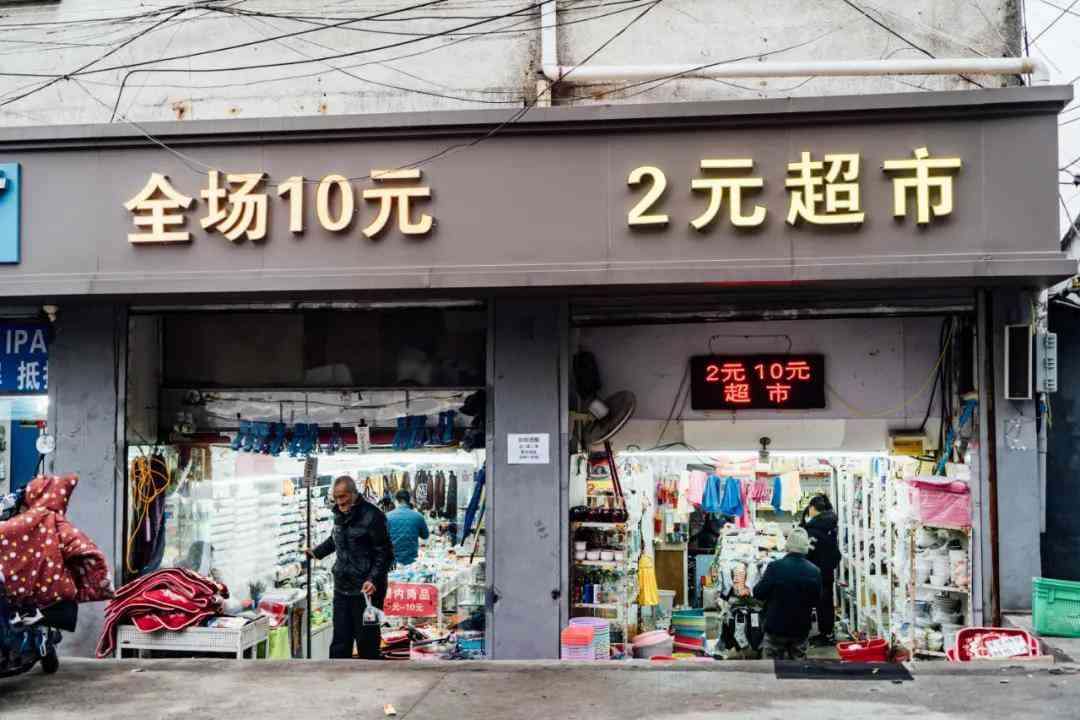 全场10元
2元超市
IPA
2元10元
超市
内商品
元-10元